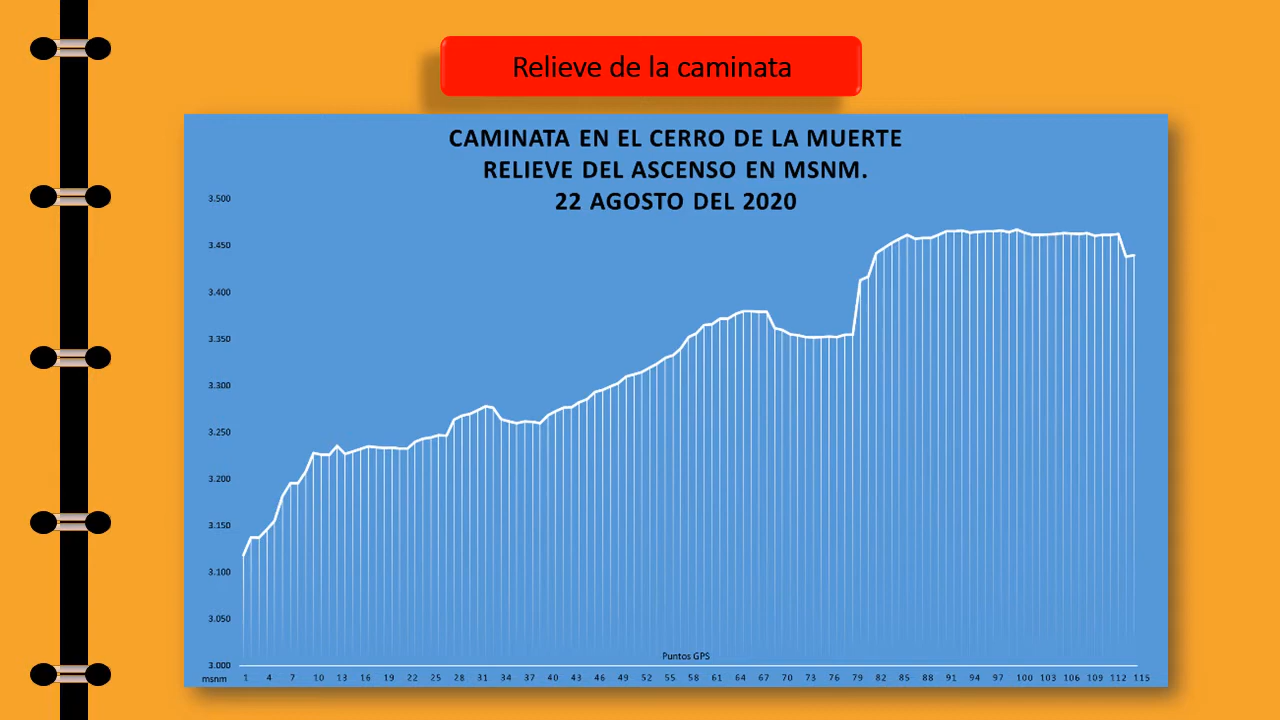 Relieve de la caminata
CAMINATA EN EL CERRO DE LA MUERTE
RELIEVE DEL ASCENSO EN MSNM.
22 AGOSTO DEL 2020
3.500
3.450
3.400
3.350
3.300
3.250
3.200
3.150
3.100
3.050
3.000
Puntos GPS
msnm 1 4 7 10 13 16 19 22 25 28 31 34 37 40 43 46 49 52 55 58 61 64 67 70 73 76 79 82 85 88 91 94 97 100 103 106 109 112 115